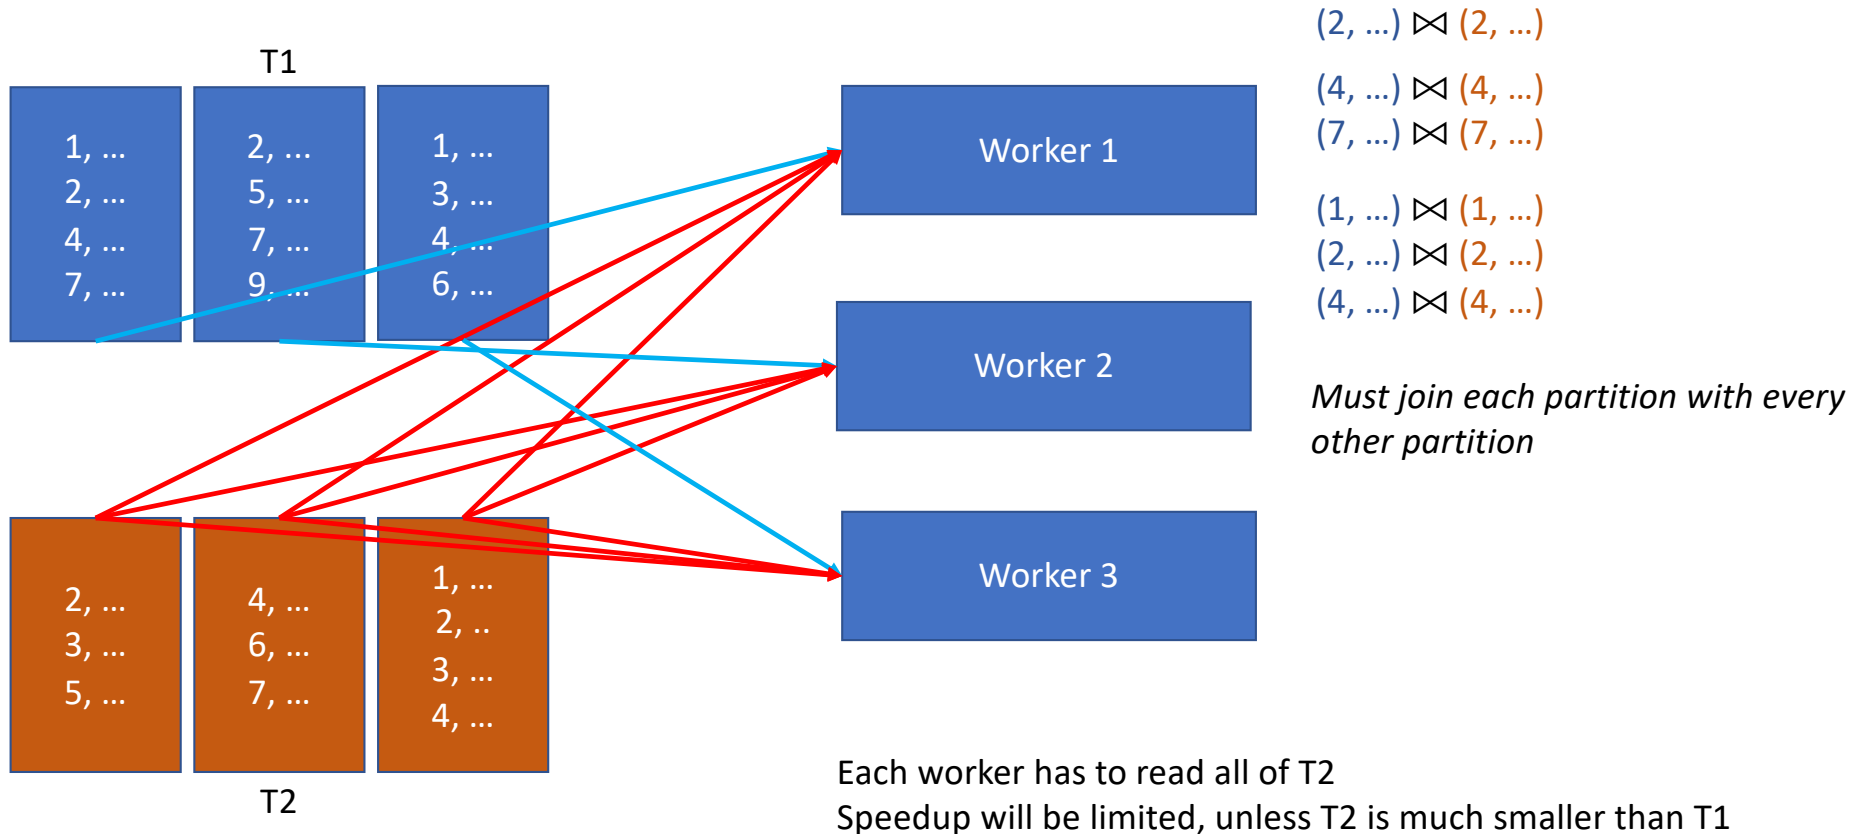 T1
1, ...
2, ...
4, ...
7, ...
2, ...
5, ...
7, ...
9, ...
1, ...
3, ...
4, ...
6, ...
Worker 1
Worker 2
Worker 3
2, ...
3, ...
5, ...
4, ...
6, ...
7, ...
1, ...
2, ..
3, ...
4, ...
T2
(2, ...) ⋈ (2, ...)
(4, ...) ⋈ (4, ...)
(7, ...) ⋈ (7, ...)
(1, ...) ⋈ (1, ...)
(2, ...) ⋈ (2, ...)
(4, ...) ⋈ (4, ...)
Must join each partition with every
other partition
Each worker has to read all of T2
Speedup will be limited, unless T2 is much smaller than T1